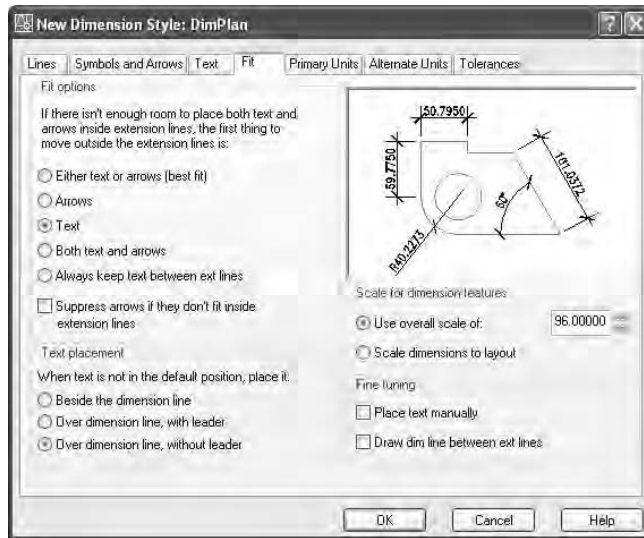 New Dimension Style: DimPlan
Lines Symbols and Arrows Text Fit Primary Units Alternate Units Tolerances
Fit options
If there isn't enough room to place both text and
arrows inside extension lines, the first thing to
move outside the extension lines is:
Either text or arrows (best fit)
Arrows
Text
Both text and arrows
Always keep text between ext lines
Suppress arrows if they don't fit inside
extension lines
Text placement
When text is not in the default position, place it:
Beside the dimension line
Over dimension line, with leader
Over dimension line, without leader
50.7950
59.7750
101.0372
60°
R40.2273
Scale for dimension features
Use overall scale of: 96.00000
Scale dimensions to layout
Fine tuning
Place text manually
Draw dim line between ext lines
OK Cancel Help